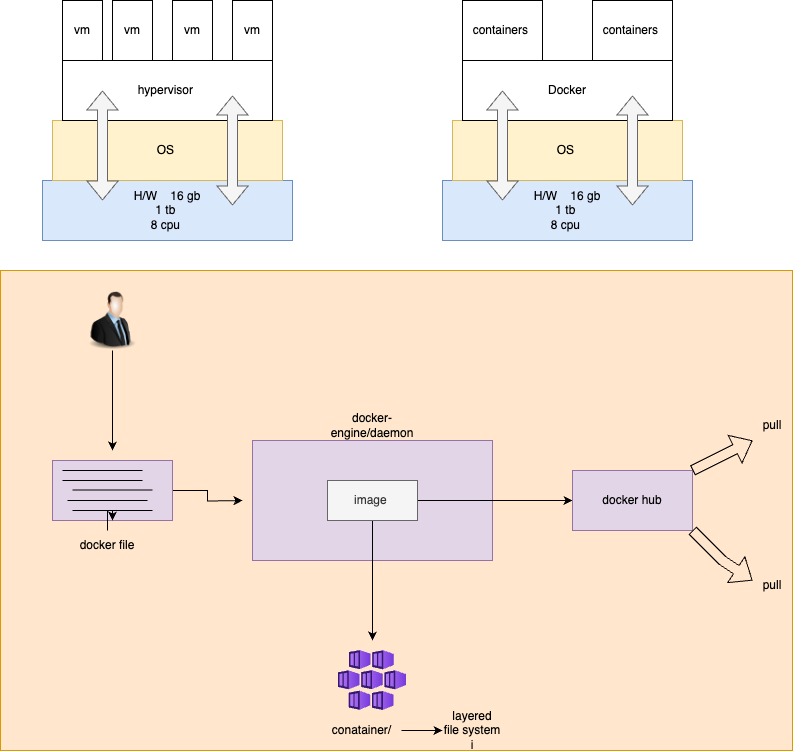 vm
vm
vm
vm
hypervisor
OS
H/W 16 gb
1 tb
8 cpu
containers
containers
Docker
OS
H/W 16 gb
1 tb
8 cpu
docker-
engine/daemon
pull
image
docker hub
docker file
pull
conatainer/
layered
file system
i